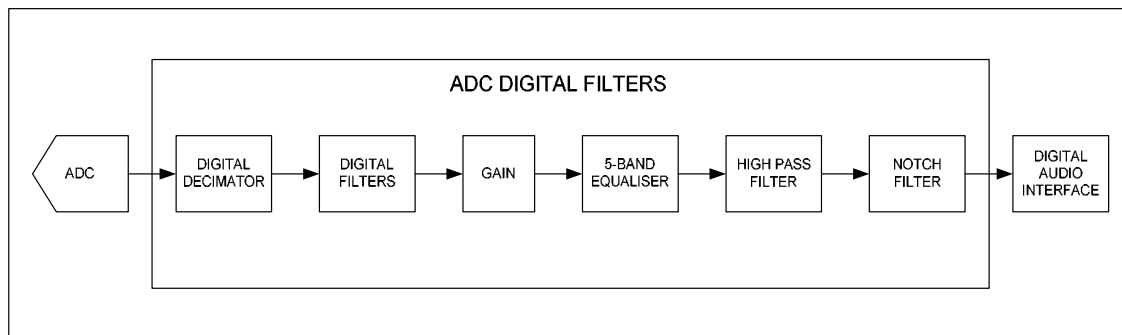 ADC DIGITAL FILTERS
ADC
DIGITAL
DECIMATOR
DIGITAL
FILTERS
GAIN
5-BAND
EQUALISER
HIGH PASS
FILTER
NOTCH
FILTER
DIGITAL
AUDIO
INTERFACE